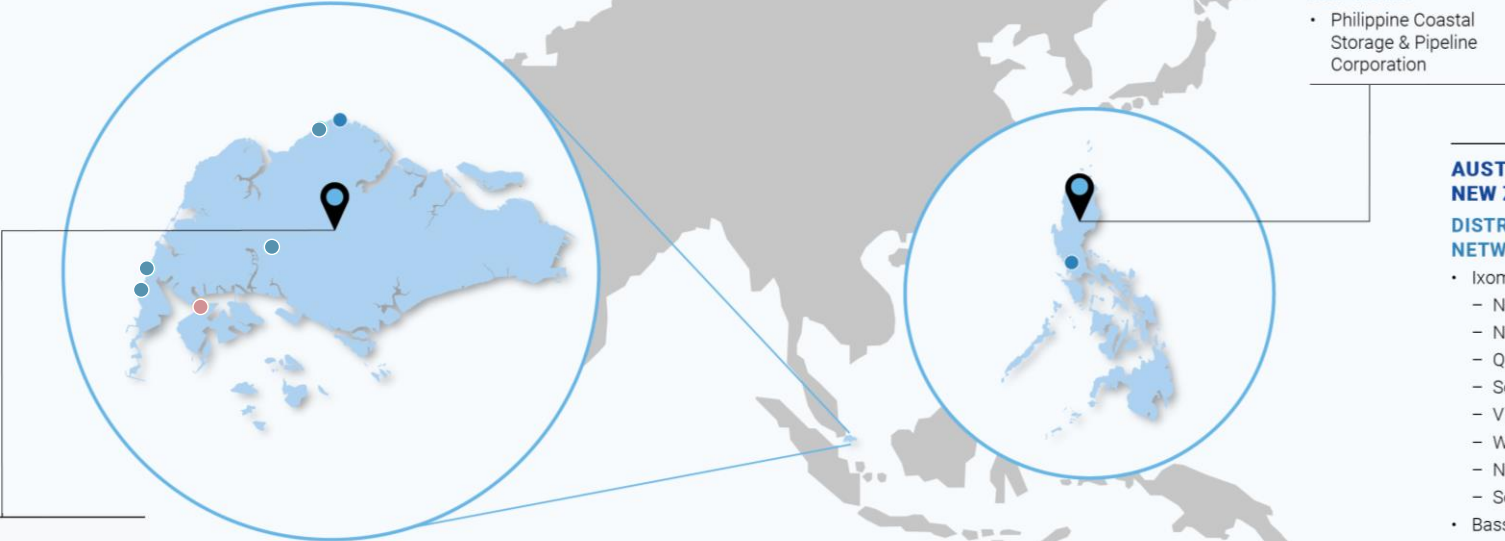 • Philippine Coastal
Storage & Pipeline
Corporation
AUST
NEW
DISTR
NETW
• Ixom
– N
– N
– Q
– S
– V
– W
– N
– S
• Bass